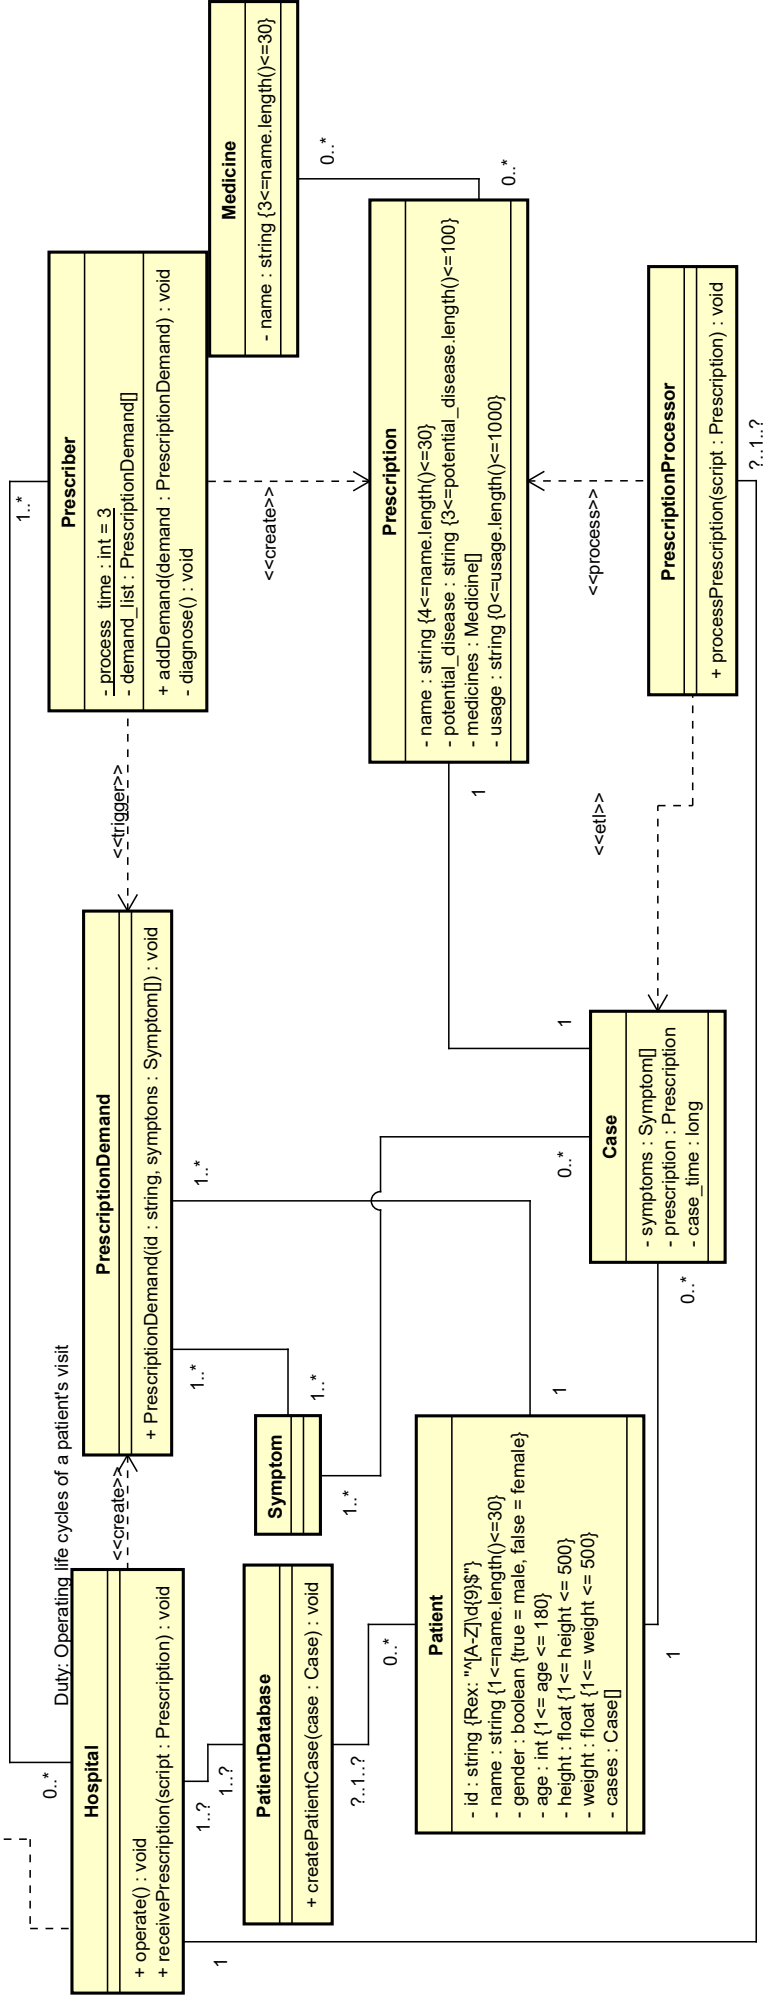 0..*
1..*
Duty: Operating life cycles of a patient's visit
Hospital
+ operate() : void
+ receivePrescription(script : Prescription) : void
<<create>>
PrescriptionDemand
+ PrescriptionDemand(id : string, symptons : Symptom[]) : void
<<trigger>>
Prescriber
- process_time : int = 3
- demand_list : PrescriptionDemand[]
+ addDemand(demand : PrescriptionDemand) : void
- diagnose() : void
1
1..?
1..?
1..*
1..*
PatientDatabase
+ createPatientCase(case : Case) : void
Symptom
1..*
1..*
<<create>>
Medicine
- name : string {3<=name.length()<=30}
0..*
?..1..?
0..*
Patient
- id : string {Rex: "^[A-Z]\d{9}$"}
- name : string {1<=name.length()<=30}
- gender : boolean {true = male, false = female}
- age : int {1 <= age <= 180}
- height : float {1 <= height <= 500}
- weight : float {1 <= weight <= 500}
- cases : Case[]
1
1
Prescription
- name : string {4<=name.length()<=30}
- potential_disease : string {3<=potential_disease.length()<=100}
- medicines : Medicine[]
- usage : string {0<=usage.length()<=1000}
1
0..*
0..*
1
<<etl>>
<<process>>
Case
- symptoms : Symptom[]
- prescription : Prescription
- case_time : long
0..*
PrescriptionProcessor
+ processPrescription(script : Prescription) : void
?..1..?